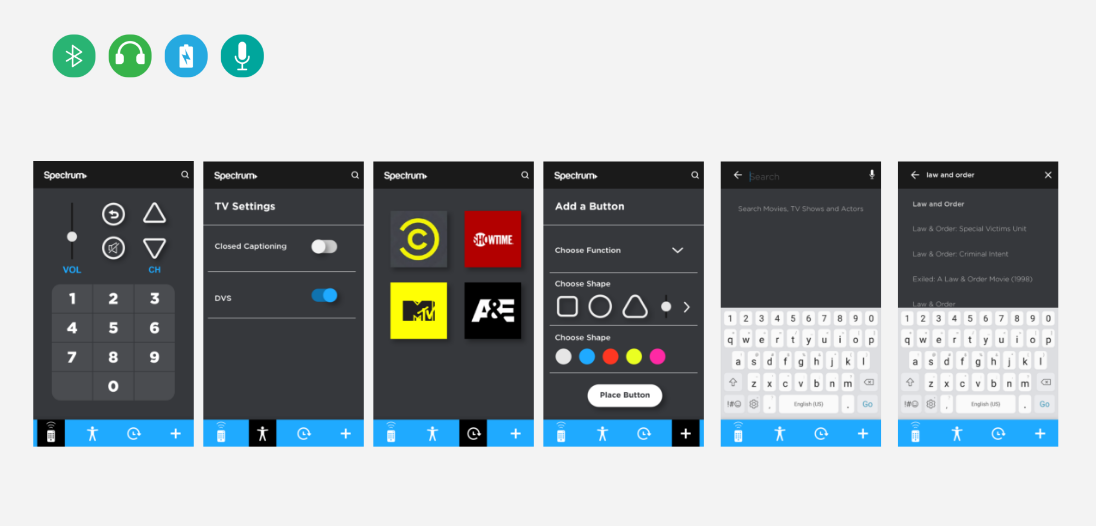 Spectrum
VOL
CH
1 2 3
4 5 6
7 8 9
0
Spectrum
TV Settings
Closed Captioning
DVS
Spectrum
C
SHOWTIME
MTV
A&E
Spectrum
Add a Button
Choose Function
Choose Shape
Choose Shape
Place Button
Search
Search Movies, TV Shows and Actors
1 2 3 4 5 6 7 8 9 0
q w e r t y u i o p
a s d f g h j k l
z x c v b n m
!#☺ , English (US) . Go
law and order
Law and Order
Law & Order: Special Victims Unit
Law & Order: Criminal Intent
Exiled: A Law & Order Movie (1998)
Law & Order
1 2 3 4 5 6 7 8 9 0
q w e r t y u i o p
a s d f g h j k l
z x c v b n m
!#☺ , English (US) . Go